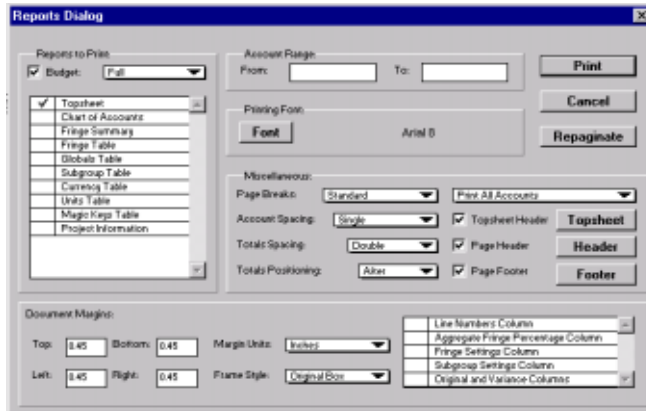 Reports Dialog
Reports to Print
Budget: Full
Topsheet
Chart of Accounts
Fringe Summary
Fringe Table
Globals Table
Subgroup Table
Currency Table
Units Table
Magic Keys Table
Project Information
Account Range:
From: To:
Printing Font:
Font Arial 8
Print
Cancel
Repaginate
Miscellaneous:
Page Breaks: Standard Print All Accounts
Account Spacing: Single Topsheet Header Topsheet
Totals Spacing: Double Page Header Header
Totals Positioning: After Page Footer Footer
Document Margins:
Top: 0.45 Bottom: 0.45 Margin Units: Inches
Left: 0.45 Right: 0.45 Frame Style: Original Box
Line Numbers Column
Aggregate Fringe Percentage Column
Fringe Settings Column
Subgroup Settings Column
Original and Variance Columns